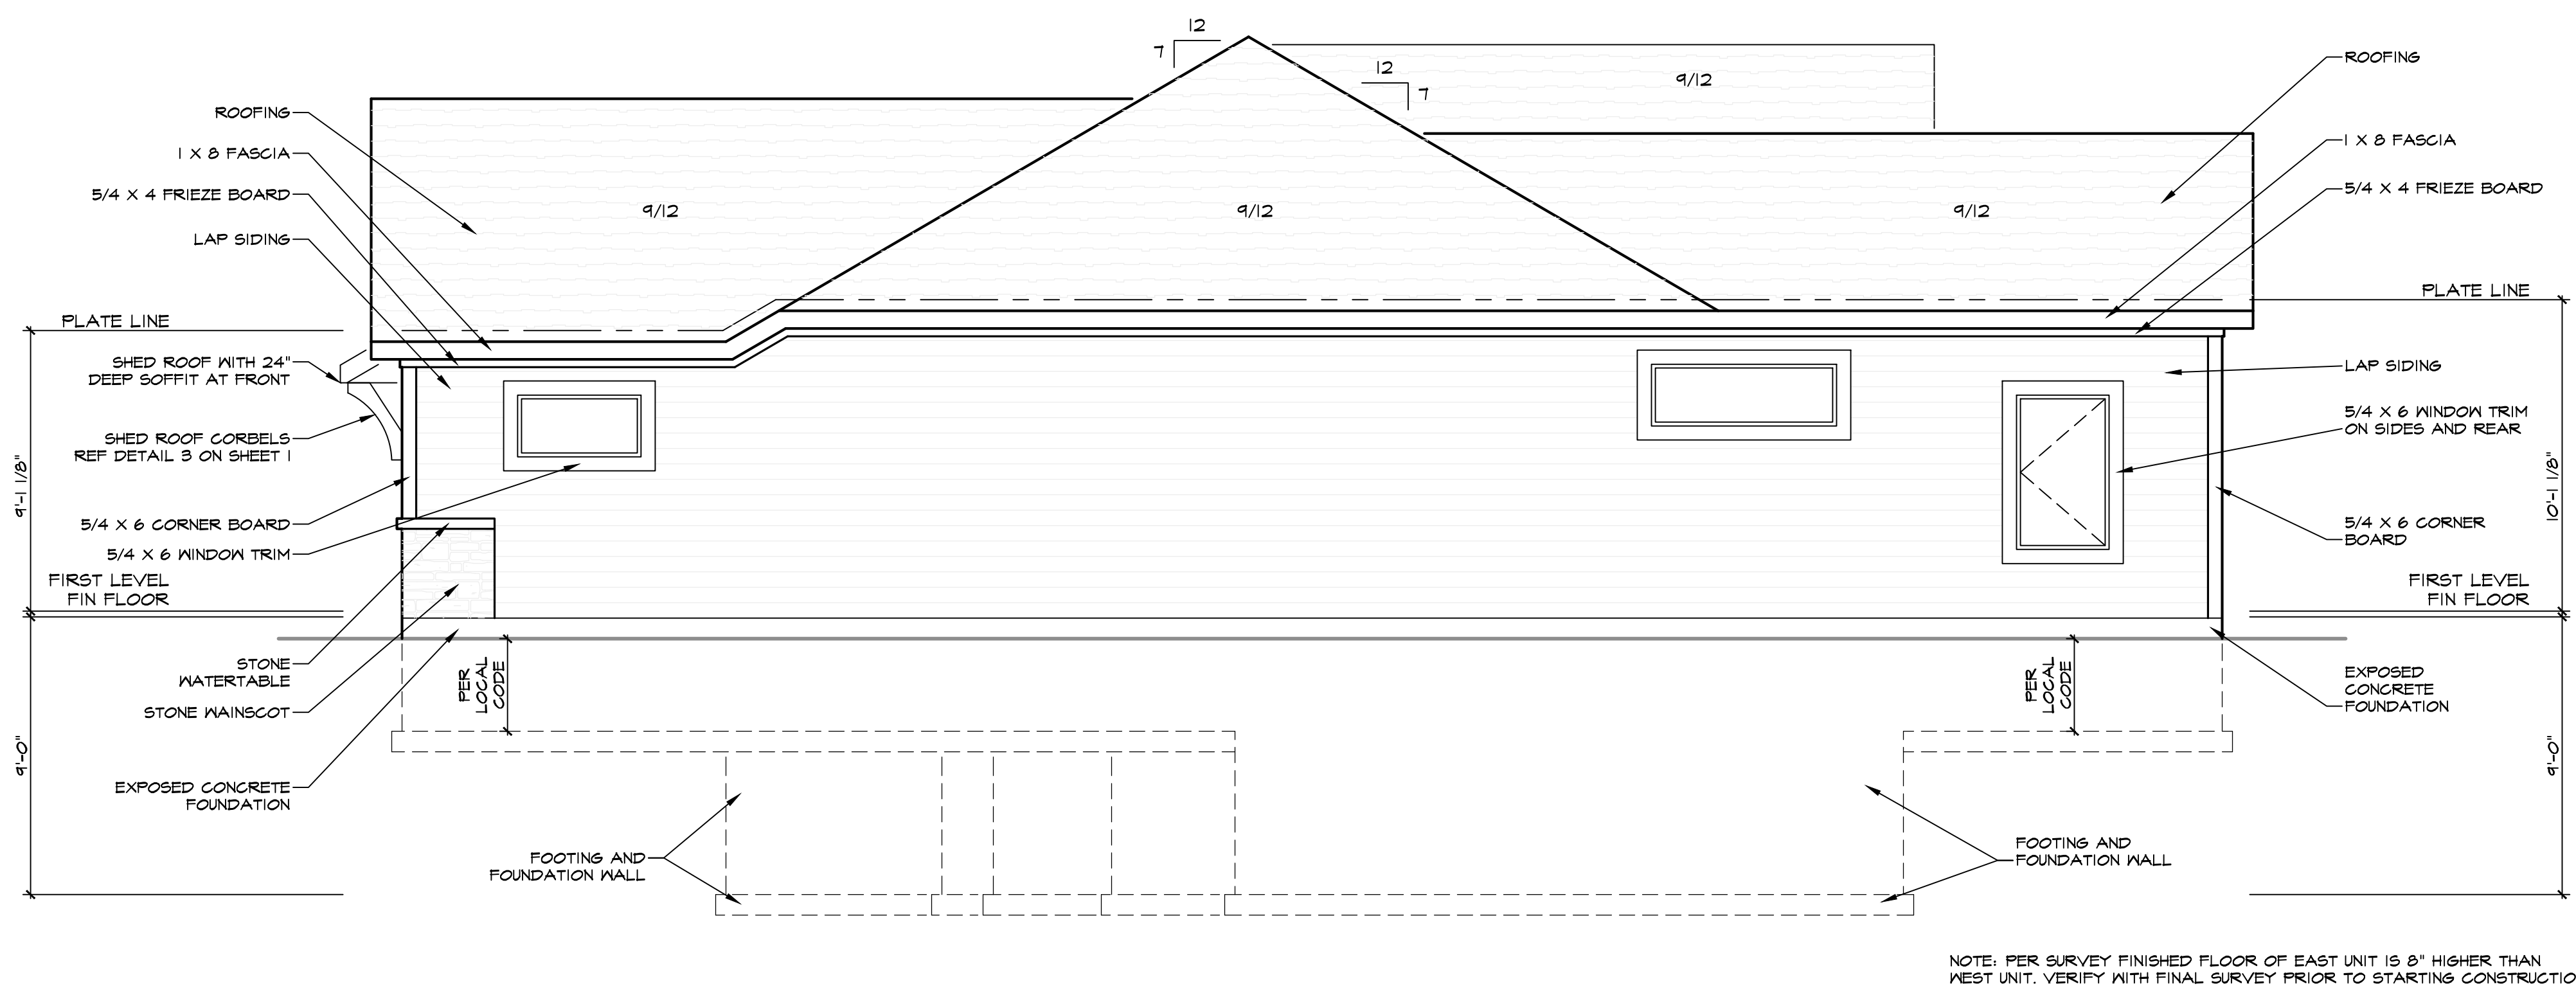 12
7
12
7
9/12
ROOFING
1 X 8 FASCIA
5/4 X 4 FRIEZE BOARD
LAP SIDING
9/12
9/12
9/12
ROOFING
1 X 8 FASCIA
5/4 X 4 FRIEZE BOARD
PLATE LINE
PLATE LINE
SHED ROOF WITH 24"
DEEP SOFFIT AT FRONT
SHED ROOF CORBELS
REF DETAIL 3 ON SHEET 1
9'-1 1/8"
5/4 X 6 CORNER BOARD
5/4 X 6 WINDOW TRIM
FIRST LEVEL
FIN FLOOR
LAP SIDING
5/4 X 6 WINDOW TRIM
ON SIDES AND REAR
10'-1 1/8"
5/4 X 6 CORNER
BOARD
FIRST LEVEL
FIN FLOOR
STONE
WATERTABLE
STONE WAINSCOT
PER
LOCAL
CODE
PER
LOCAL
CODE
EXPOSED
CONCRETE
FOUNDATION
9'-0"
EXPOSED CONCRETE
FOUNDATION
9'-0"
FOOTING AND
FOUNDATION WALL
FOOTING AND
FOUNDATION WALL
NOTE: PER SURVEY FINISHED FLOOR OF EAST UNIT IS 8" HIGHER THAN
WEST UNIT. VERIFY WITH FINAL SURVEY PRIOR TO STARTING CONSTRUCTIO